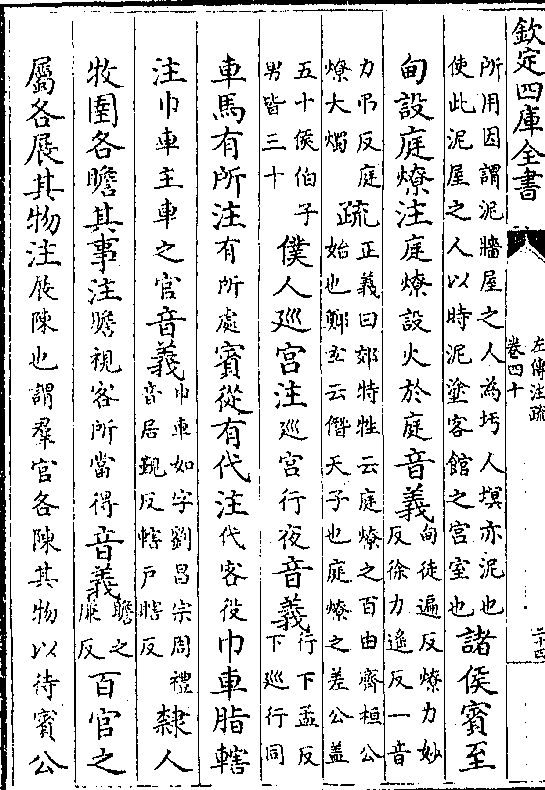 欽定四庫全書
左傳注疏
卷四十
二十四
所用因謂泥牆屋之人為圬人塓亦泥也
使此泥屋之人以時泥塗客館之宫室也
諸侯賓至
甸設庭燎注庭燎設火於庭音義
甸徒遍反燎力妙
反徐力遙反一音
力弔反庭
燎大燭
疏
正義曰郊特牲云庭燎之百由齊桓公
始也鄭𤣥云僭天子也庭燎之差公蓋
五十侯伯子
男皆三十
僕人巡宫注巡宫行夜音義
行下孟反
下巡行同
車馬有所注有所處賓從有代注代客役巾車脂轄
注巾車主車之官音義
巾車如字劉昌宗周禮
音居覲反轄戸瞎反
隸人
牧圉各瞻其事注瞻視客所當得音義
瞻之
廉反
百官之
屬各展其物注展陳也謂羣官各陳其物以待賓公